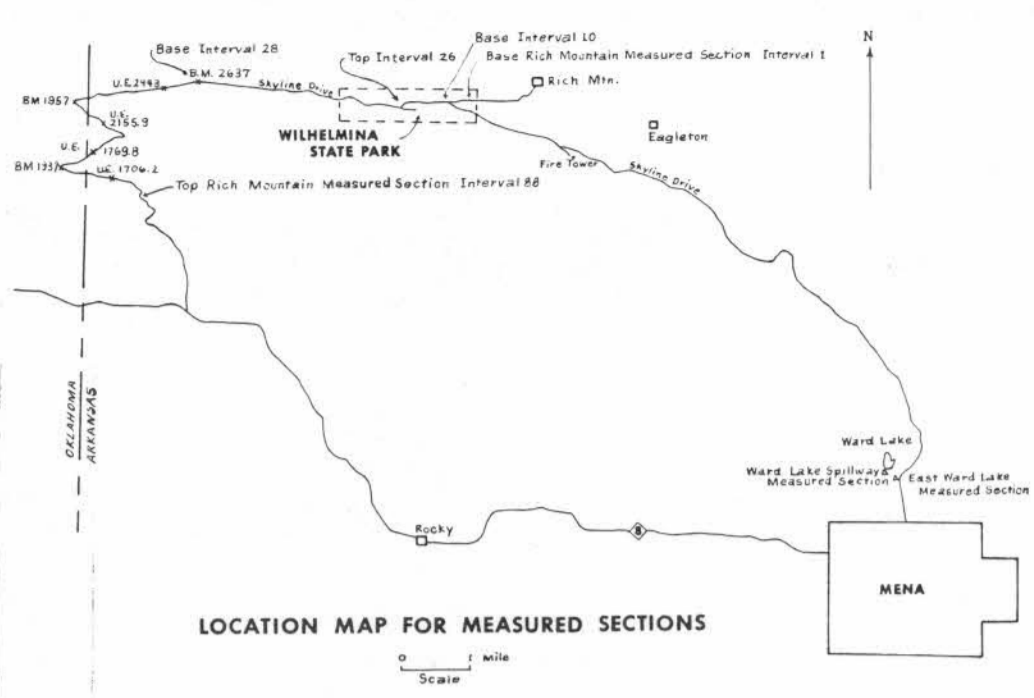 N
Base Interval 10
Base Interval 28
Top Interval 26
Base Rich Mountain Measured Section Interval 1
B.M. 2637
U.E. 2443
Skyline Drive
Rich Mtn.
BM 1857
U.E.
2155.9
WILHELMINA
STATE PARK
Eagleton
U.E. 1769.8
Fire Tower
BM 1937
U.E. 1706.2
Skyline Drive
Top Rich Mountain Measured Section Interval 88
OKLAHOMA
ARKANSAS
Ward Lake
Ward Lake Spillway
Measured Section
East Ward Lake
Measured Section
Rocky
8
MENA
LOCATION MAP FOR MEASURED SECTIONS
0 1 Mile
Scale